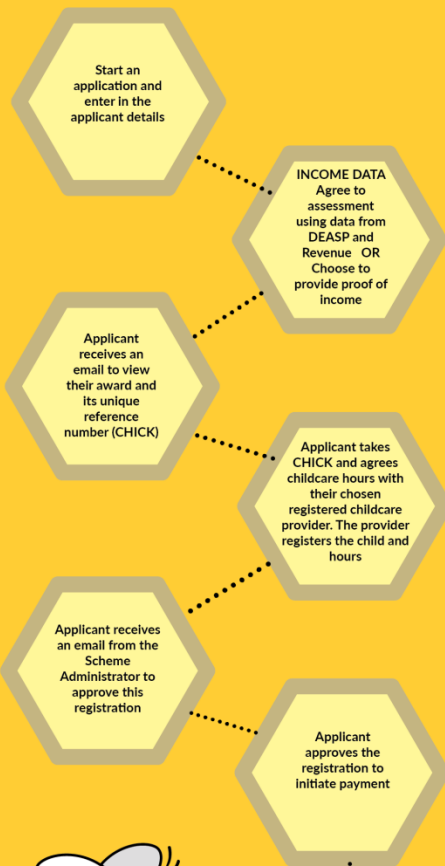 Start an
application and
enter in the
applicant details
INCOME DATA
Agree to
assessment
using data from
DEASP and
Revenue OR
Choose to
provide proof of
income
Applicant
receives an
email to view
their award and
its unique
reference
number (CHICK)
Applicant takes
CHICK and agrees
childcare hours with
their chosen
registered childcare
provider. The provider
registers the child and
hours
Applicant receives
an email from the
Scheme
Administrator to
approve this
registration
Applicant
approves the
registration to
initiate payment